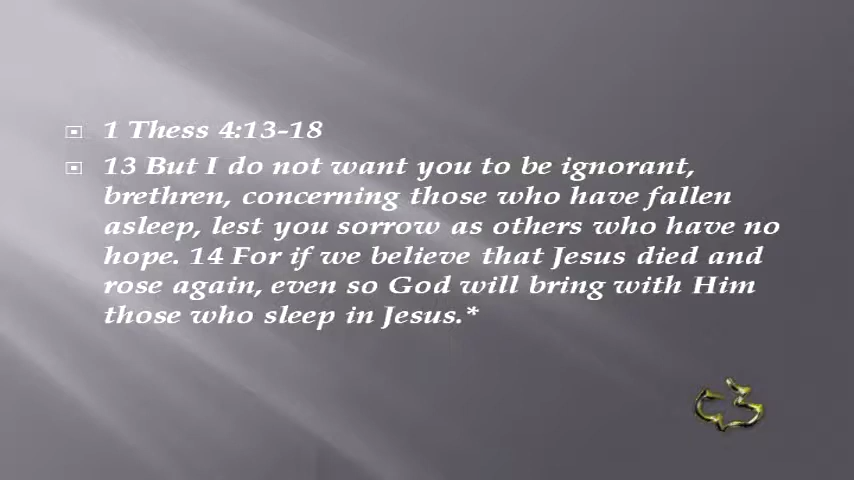 1 Thess 4:13-18
13 But I do not want you to be ignorant,
brethren, concerning those who have fallen
asleep, lest you sorrow as others who have no
hope. 14 For if we believe that Jesus died and
rose again, even so God will bring with Him
those who sleep in Jesus.*